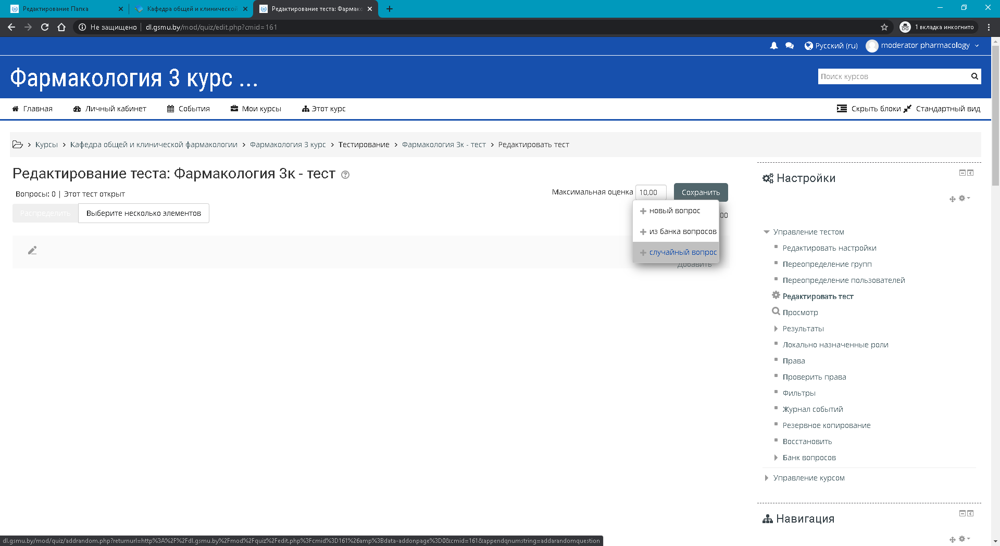 Редактирование Папка
Кафедра общей и клинической
Редактирование теста: Фармако
Не защищено
dl.gsmu.by/mod/quiz/edit.php?cmid=161
1 вкладка инкогнито
Русский (ru)
moderator pharmacology
Фармакология 3 курс ...
Поиск курсов
Главная
Личный кабинет
События
Мои курсы
Этот курс
Скрыть блоки
Стандартный вид
Курсы
Кафедра общей и клинической фармакологии
Фармакология 3 курс
Тестирование
Фармакология 3к - тест
Редактировать тест
Редактирование теста: Фармакология 3к - тест
Вопросы: 0 | Этот тест открыт
Максимальная оценка 10,00
Сохранить
Распределить
Выберите несколько элементов
новый вопрос
00
из банка вопросов
случайный вопрос
Добавить
Настройки
Управление тестом
Редактировать настройки
Переопределение групп
Переопределение пользователей
Редактировать тест
Просмотр
Результаты
Локально назначенные роли
Права
Проверить права
Фильтры
Журнал событий
Резервное копирование
Восстановить
Банк вопросов
Управление курсом
Навигация
dl.gsmu.by/mod/quiz/addrandom.php?returnurl=http%3A%2F%2Fdl.gsmu.by%2Fmod%2Fquiz%2Fedit.php%3Fcmid%3D161%26amp%3Bdata-addonpage%3D0&cmid=161&appendqnumstring=addarandomquestion